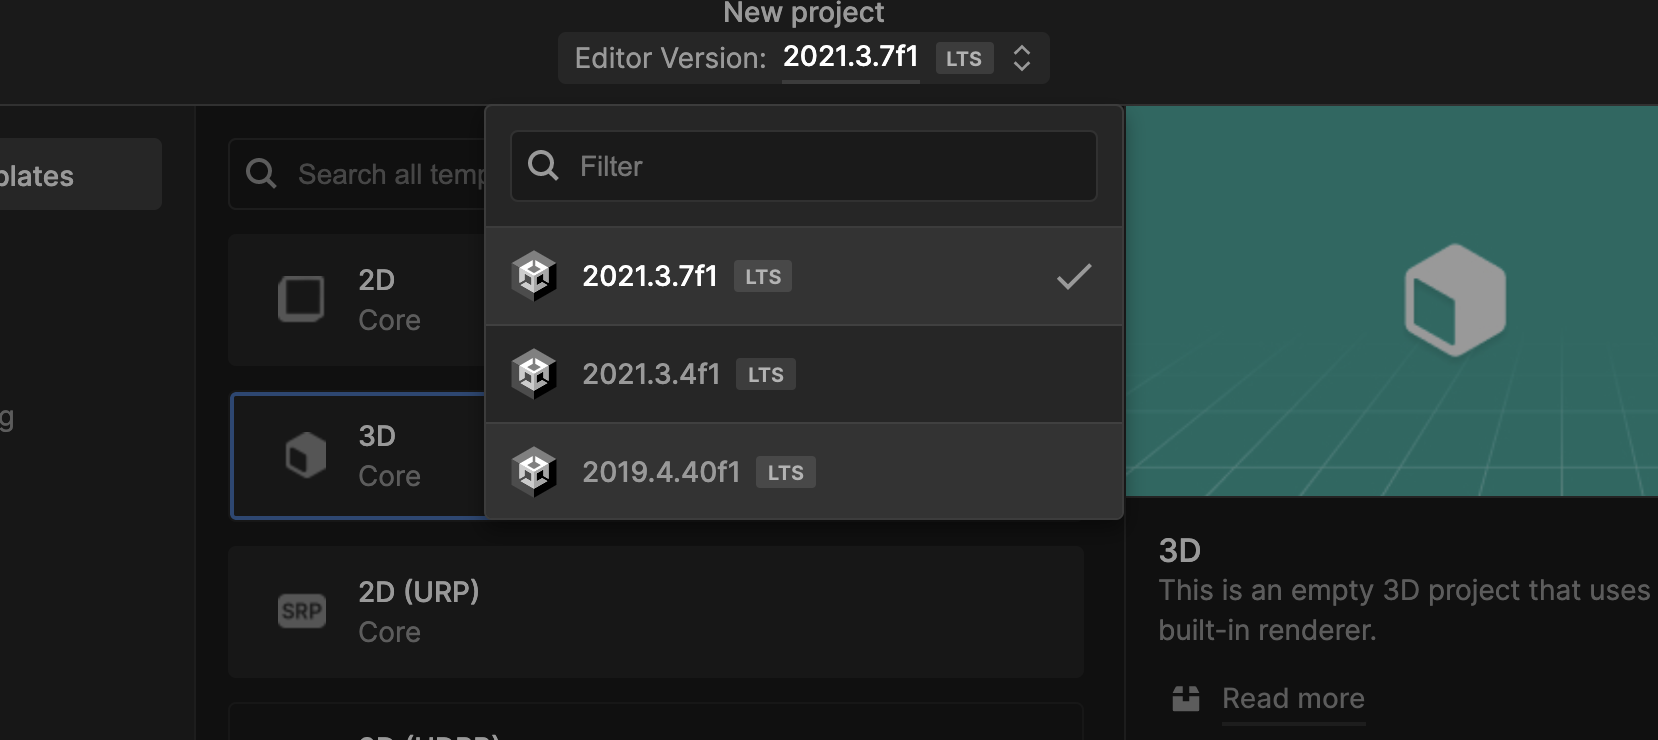 New project
Editor Version: 2021.3.7f1 LTS
Search all
Filter
2021.3.7f1 LTS
2021.3.4f1 LTS
2019.4.40f1 LTS
2D
Core
3D
Core
SRP
2D (URP)
Core
3D
This is an empty 3D project that uses
built-in renderer.
Read more